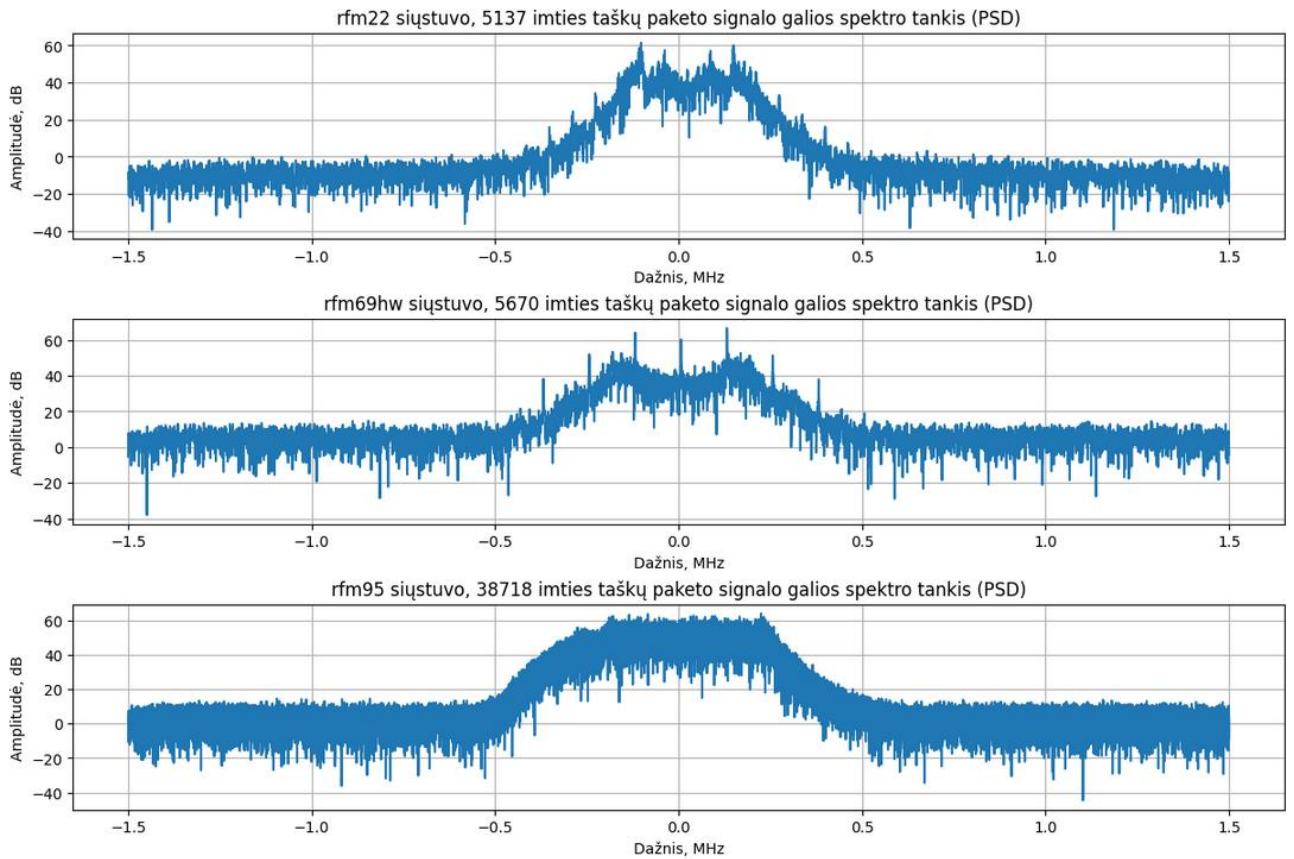 rfm22 siųstuvo, 5137 imties taškų paketo signalo galios spektro tankis (PSD)
60
40
20
0
−20
−40
Amplitudė, dB
−1.5 −1.0 −0.5 0.0 0.5 1.0 1.5
Dažnis, MHz
rfm69hw siųstuvo, 5670 imties taškų paketo signalo galios spektro tankis (PSD)
60
40
20
0
−20
−40
Amplitudė, dB
−1.5 −1.0 −0.5 0.0 0.5 1.0 1.5
Dažnis, MHz
rfm95 siųstuvo, 38718 imties taškų paketo signalo galios spektro tankis (PSD)
60
40
20
0
−20
−40
Amplitudė, dB
−1.5 −1.0 −0.5 0.0 0.5 1.0 1.5
Dažnis, MHz